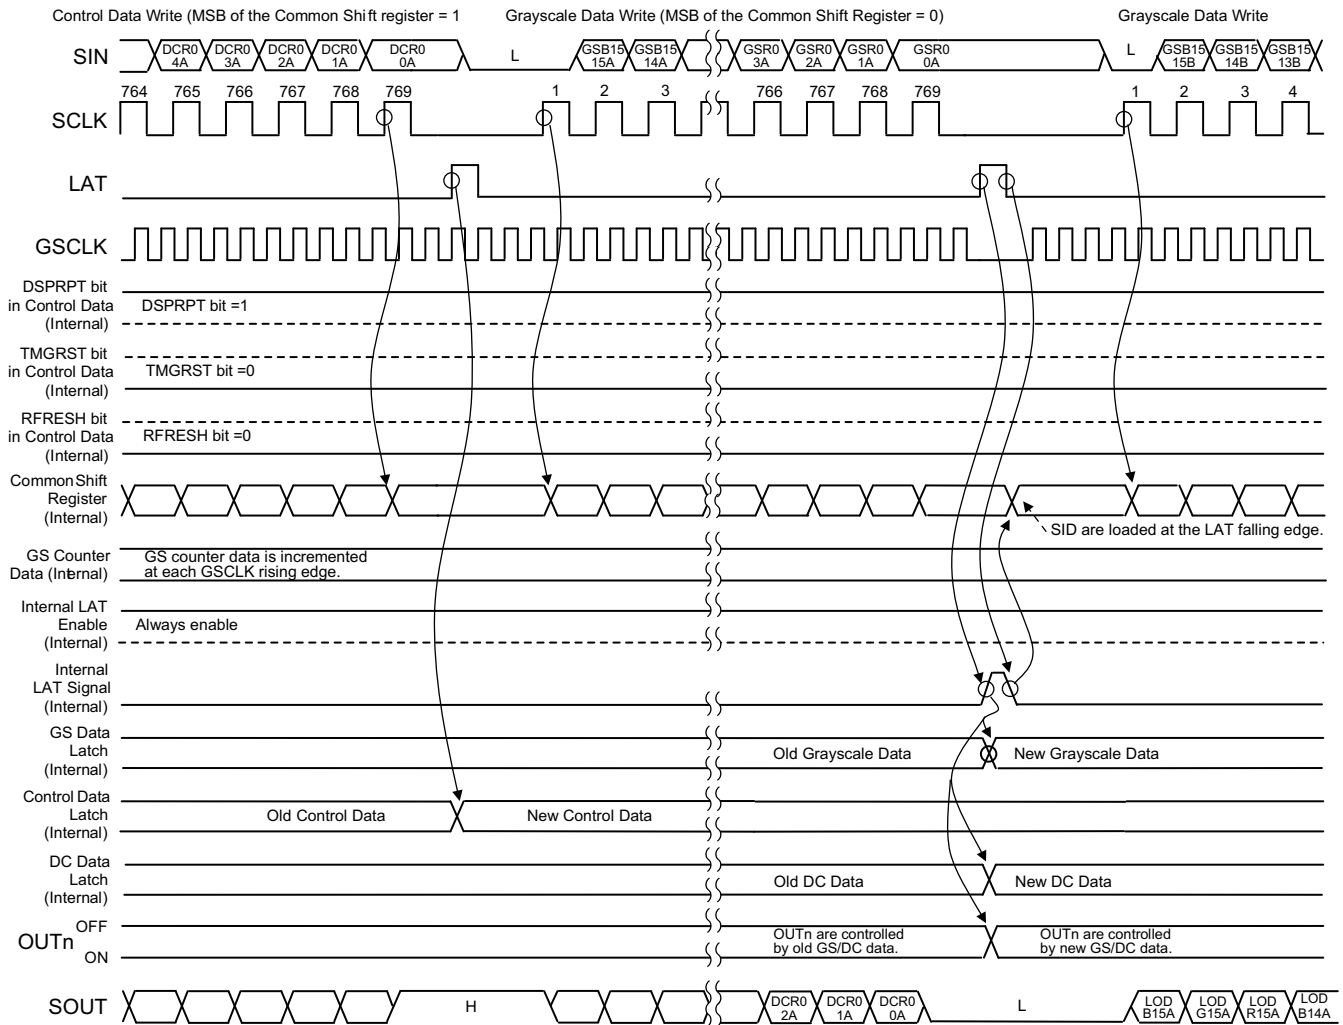 Control Data Write (MSB of the Common Shift register = 1
Grayscale Data Write (MSB of the Common Shift Register = 0)
Grayscale Data Write
SIN
DCR0
4A
DCR0
3A
DCR0
2A
DCR0
1A
DCR0
0A
L
GSB15
15A
GSB15
14A
GSR0
3A
GSR0
2A
GSR0
1A
GSR0
0A
L
GSB15
15B
GSB15
14B
GSB15
13B
SCLK
764 765 766 767 768 769 1 2 3 766 767 768 769 1 2 3 4
LAT
GSCLK
DSPRPT bit
in Control Data
(Internal)
DSPRPT bit =1
TMGRST bit
in Control Data
(Internal)
TMGRST bit =0
RFRESH bit
in Control Data
(Internal)
RFRESH bit =0
Common Shift
Register
(Internal)
SID are loaded at the LAT falling edge.
GS Counter
Data (Internal)
GS counter data is incremented
at each GSCLK rising edge.
Internal LAT
Enable
(Internal)
Always enable
Internal
LAT Signal
(Internal)
GS Data
Latch
(Internal)
Old Grayscale Data
New Grayscale Data
Control Data
Latch
(Internal)
Old Control Data
New Control Data
DC Data
Latch
(Internal)
Old DC Data
New DC Data
OUTn
OFF
ON
OUTn are controlled
by old GS/DC data.
OUTn are controlled
by new GS/DC data.
SOUT
H
DCR0
2A
DCR0
1A
DCR0
0A
L
LOD
B15A
LOD
G15A
LOD
R15A
LOD
B14A